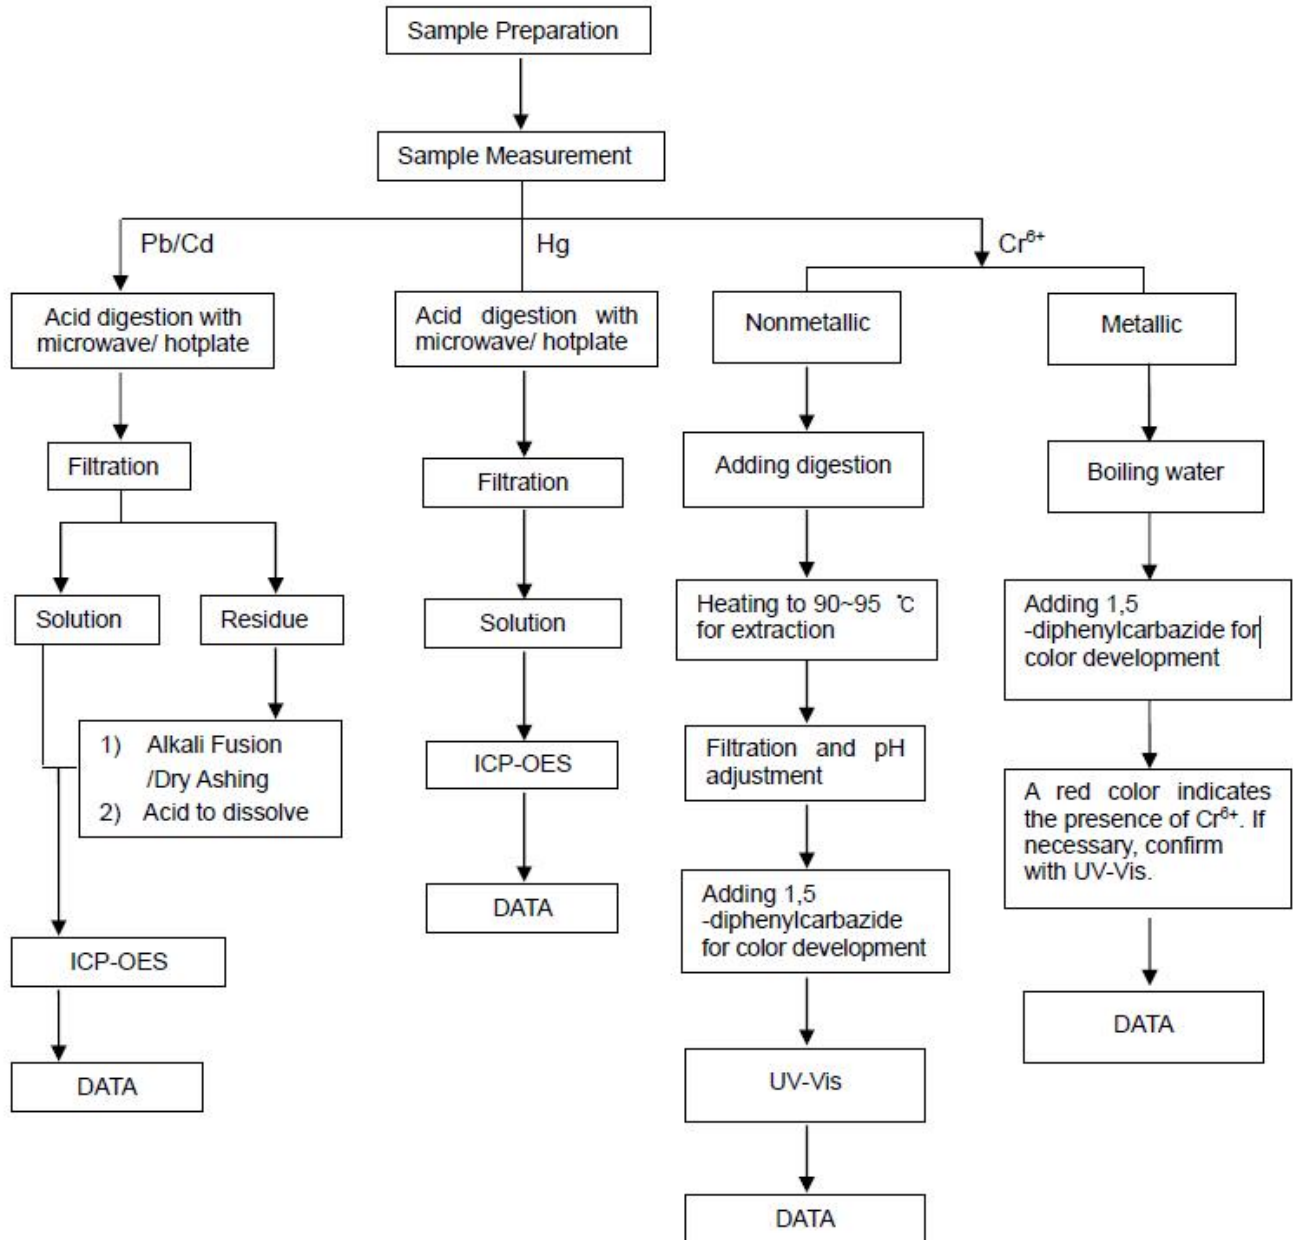 Sample Preparation
Sample Measurement
Pb/Cd
Acid digestion with
microwave/ hotplate
Filtration
Solution
Residue
1) Alkali Fusion
/Dry Ashing
2) Acid to dissolve
ICP-OES
DATA
Hg
Acid digestion with
microwave/ hotplate
Filtration
Solution
ICP-OES
DATA
Cr⁶⁺
Nonmetallic
Adding digestion
Heating to 90~95 ℃
for extraction
Filtration and pH
adjustment
Adding 1,5
-diphenylcarbazide
for color development
UV-Vis
DATA
Metallic
Boiling water
Adding 1,5
-diphenylcarbazide for
color development
A red color indicates
the presence of Cr⁶⁺. If
necessary, confirm
with UV-Vis.
DATA